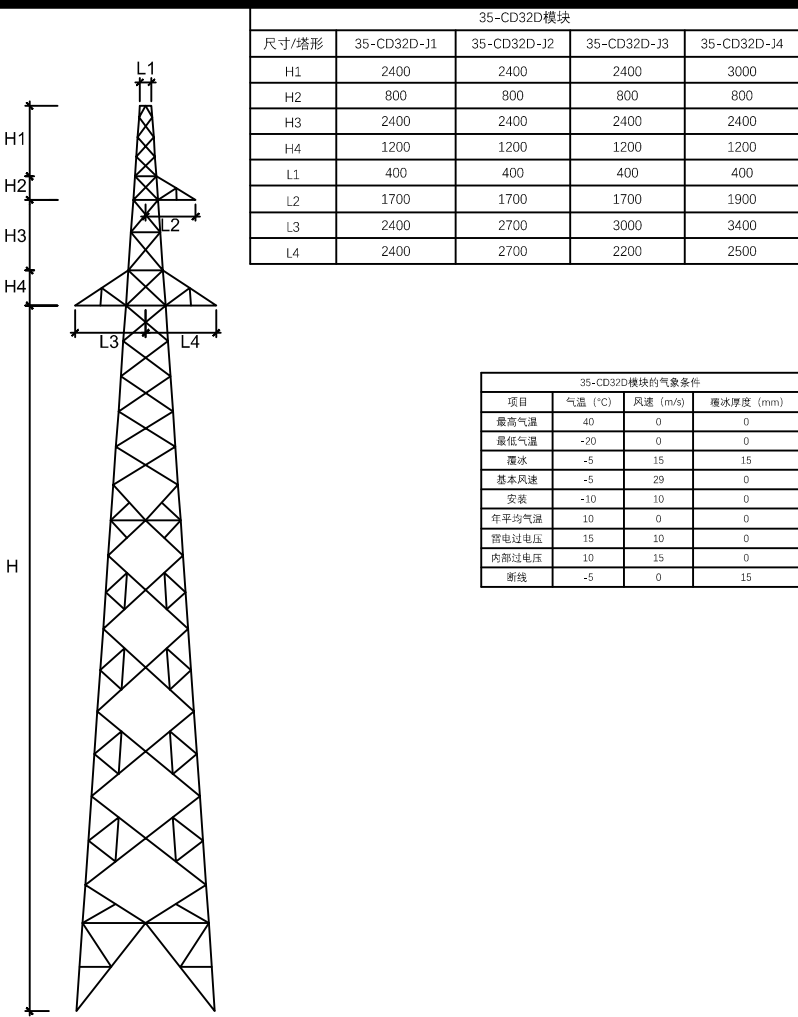 35-CD32D模块
尺寸/塔形 35-CD32D-J1 35-CD32D-J2 35-CD32D-J3 35-CD32D-J4
H1 2400 2400 2400 3000
H2 800 800 800 800
H3 2400 2400 2400 2400
H4 1200 1200 1200 1200
L1 400 400 400 400
L2 1700 1700 1700 1900
L3 2400 2700 3000 3400
L4 2400 2700 2200 2500
L1
H1
H2
L2
H3
H4
L3 L4
H
35-CD32D模块的气象条件
项目 气温（°C） 风速（m/s） 覆冰厚度（mm）
最高气温 40 0 0
最低气温 -20 0 0
覆冰 -5 15 15
基本风速 -5 29 0
安装 -10 10 0
年平均气温 10 0 0
雷电过电压 15 10 0
内部过电压 10 15 0
断线 -5 0 15